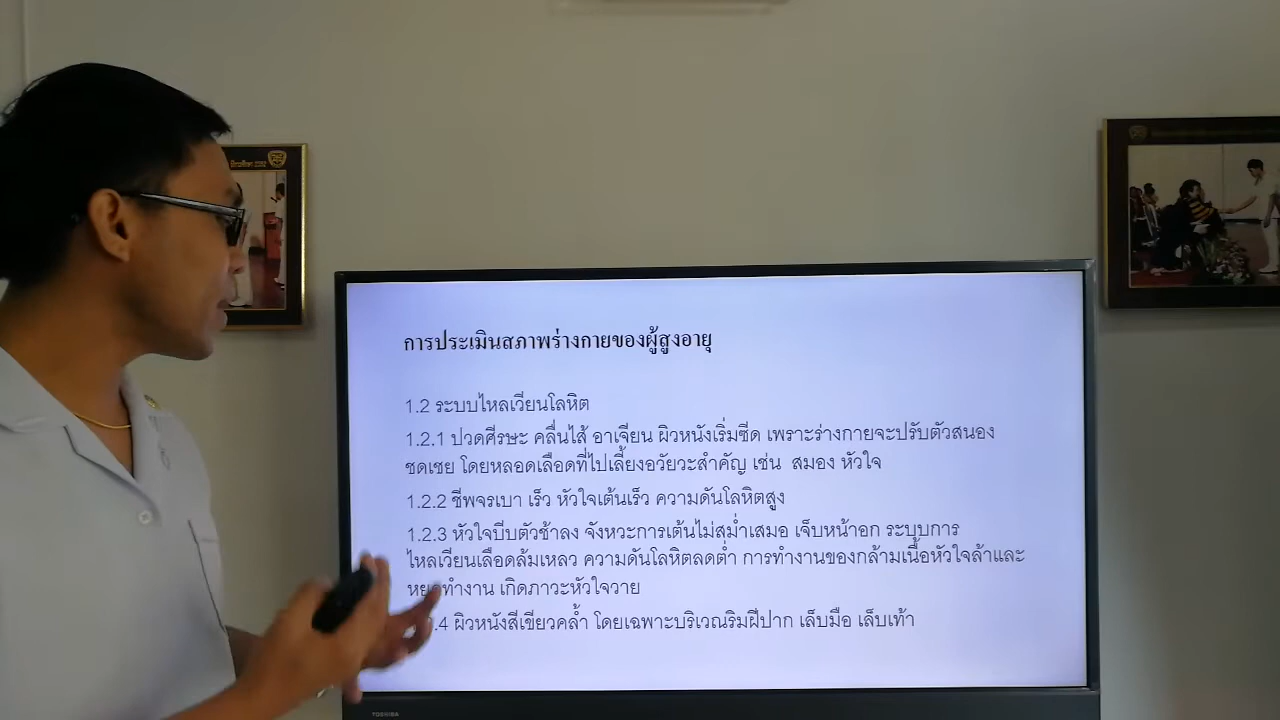 การประเมินสภาพร่างกายของผู้สูงอายุ
1.2 ระบบไหลเวียนโลหิต
1.2.1 ปวดศีรษะ คลื่นไส้ อาเจียน ผิวหนังเริ่มซีด เพราะร่างกายจะปรับตัวสนอง
ชดเชย โดยหลอดเลือดที่ไปเลี้ยงอวัยวะสำคัญ เช่น สมอง หัวใจ
1.2.2 ชีพจรเบา เร็ว หัวใจเต้นเร็ว ความดันโลหิตสูง
1.2.3 หัวใจบีบตัวช้าลง จังหวะการเต้นไม่สม่ำเสมอ เจ็บหน้าอก ระบบการ
ไหลเวียนเลือดล้มเหลว ความดันโลหิตลดต่ำ การทำงานของกล้ามเนื้อหัวใจล้าและ
หยุดทำงาน เกิดภาวะหัวใจวาย
.4 ผิวหนังสีเขียวคล้ำ โดยเฉพาะบริเวณริมฝีปาก เล็บมือ เล็บเท้า
TOSHIBA